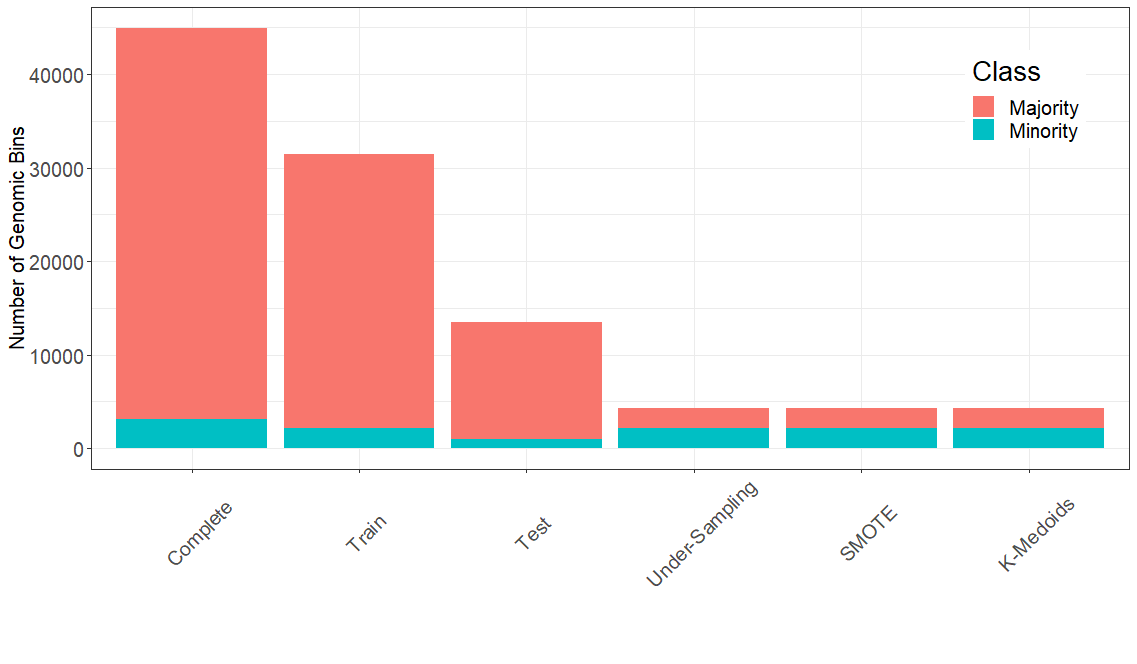 Number of Genomic Bins
40000
30000
20000
10000
0
Class
Majority
Minority
Complete
Train
Test
Under-Sampling
SMOTE
K-Medoids